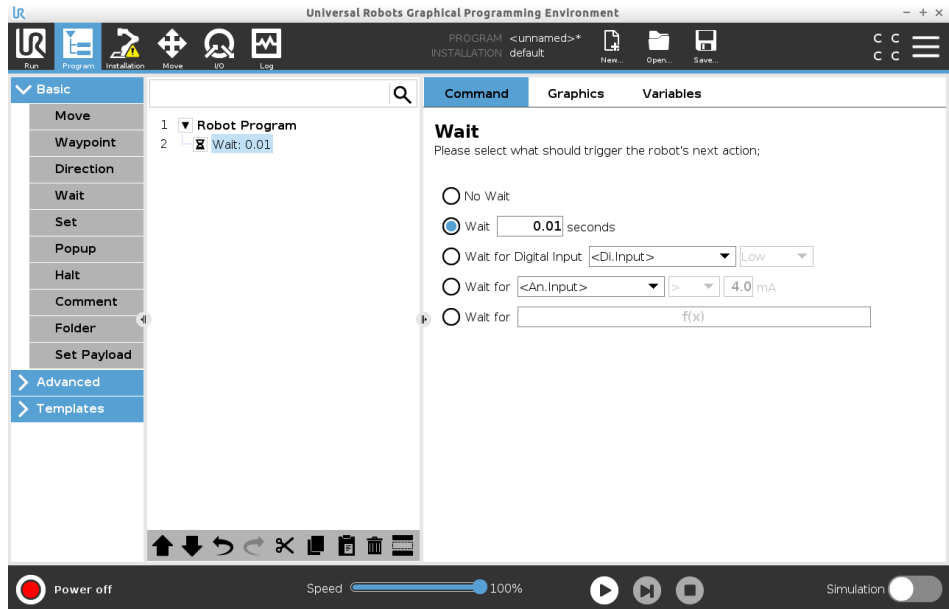 Universal Robots Graphical Programming Environment
UR
Run
Program
Installation
Move
I/O
Log
PROGRAM <unnamed>*
INSTALLATION default
New...
Open...
Save...
C C
C C
Basic
Move
Waypoint
Direction
Wait
Set
Popup
Halt
Comment
Folder
Set Payload
Advanced
Templates
1 Robot Program
2 Wait: 0.01
Command Graphics Variables
Wait
Please select what should trigger the robot's next action;
No Wait
Wait 0.01 seconds
Wait for Digital Input <Di.Input> Low
Wait for <An.Input> > 4.0 mA
Wait for f(x)
Power off
Speed 100%
Simulation